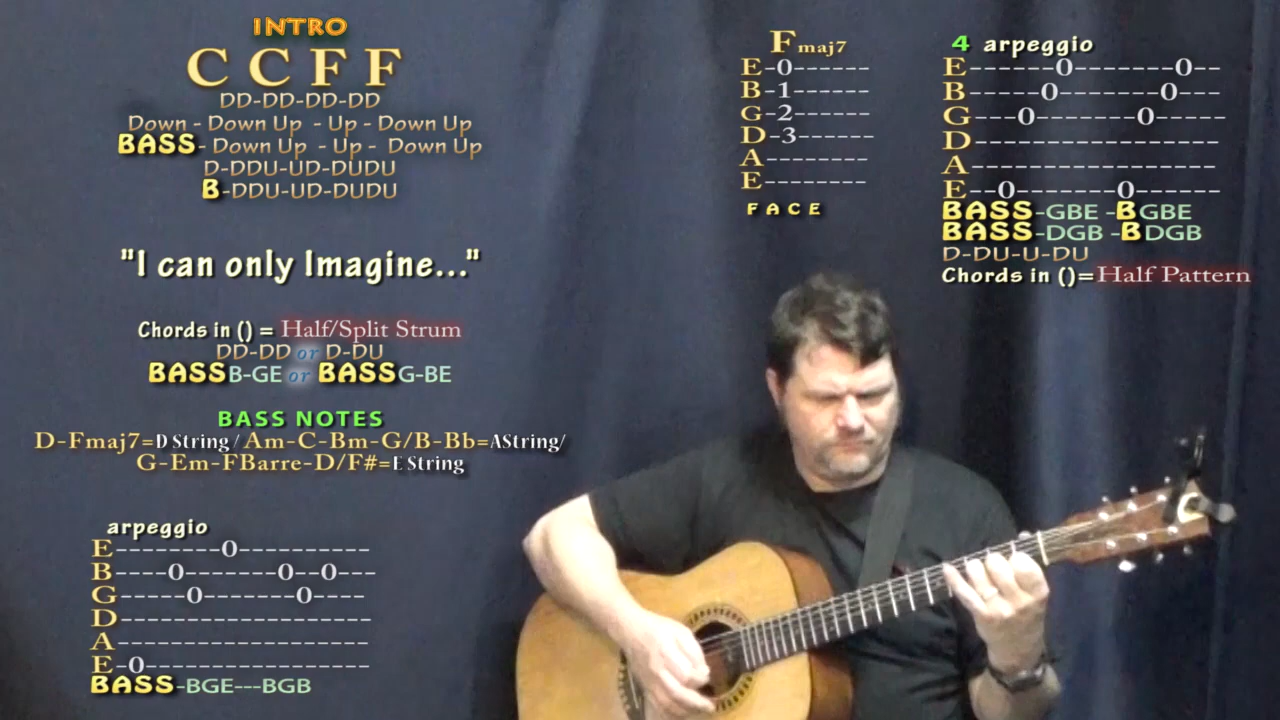 INTRO
C C F F
DD-DD-DD-DD
Down - Down Up - Up - Down Up
BASS - Down Up - Up - Down Up
D-DDU-UD-DUDU
B-DDU-UD-DUDU
"I can only Imagine..."
Chords in () = Half/Split Strum
DD-DD or D-DU
BASSB-GE or BASSG-BE
BASS NOTES
D-Fmaj7=D String / Am-C-Bm-G/B-Bb=AString/
G-Em-FBarre-D/F#=E String
arpeggio
E--------0----------
B----0-------0--0---
G-----0-------0----
D-------------------
A-------------------
E-0-----------------
BASS-BGE---BGB
Fmaj7
E-0------
B-1------
G-2------
D-3------
A--------
E--------
F A C E
4 arpeggio
E------0-------0--
B-----0-------0---
G---0-------0-----
D-----------------
A-----------------
E--0-------0------
BASS-GBE -BGBE
BASS-DGB -BDGB
D-DU-U-DU
Chords in ()=Half Pattern